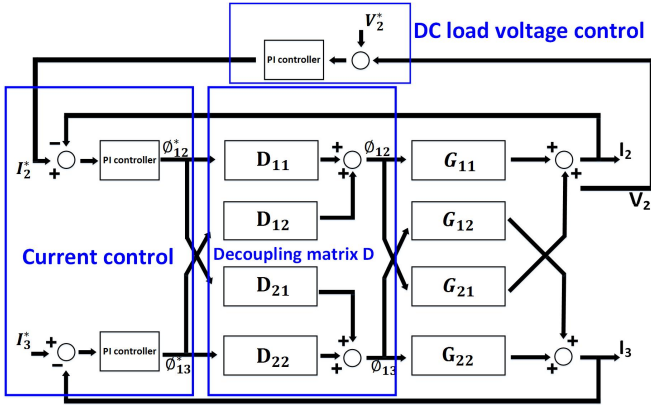 V₂*
DC load voltage control
PI controller
−
I₂*
+
PI controller
Ø₁₂*
D₁₁
+
+
Ø₁₂
G₁₁
+
+
I₂
V₂
D₁₂
G₁₂
Current control
Decoupling matrix D
D₂₁
G₂₁
I₃*
+
−
PI controller
Ø₁₃*
D₂₂
+
+
Ø₁₃
G₂₂
+
+
I₃